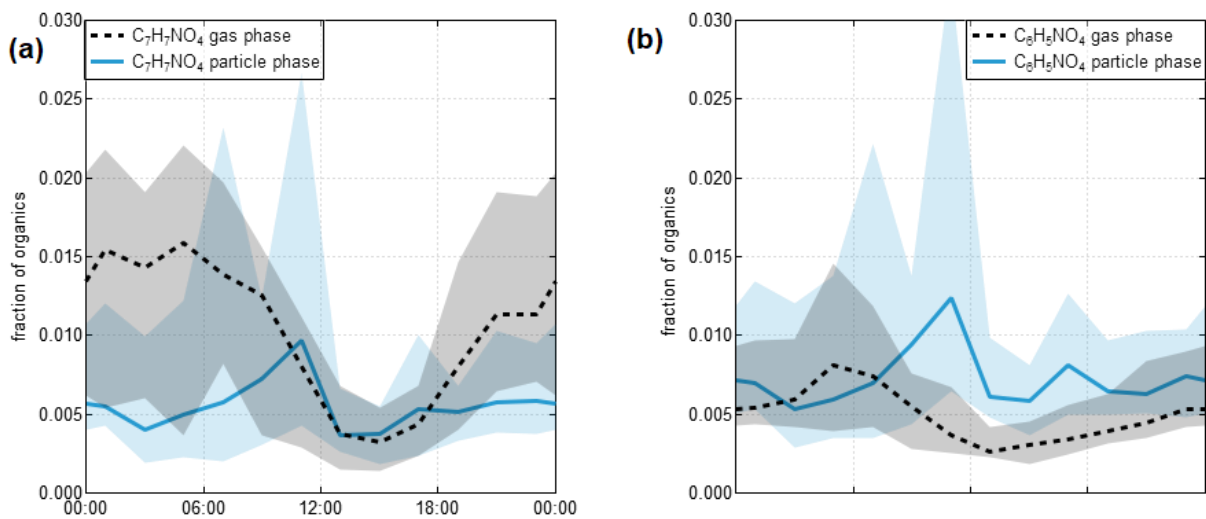 (a)
0.030
0.025
0.020
0.015
0.010
0.005
0.000
fraction of organics
C₇H₇NO₄ gas phase
C₇H₇NO₄ particle phase
00:00 06:00 12:00 18:00 00:00
(b)
0.030
0.025
0.020
0.015
0.010
0.005
0.000
fraction of organics
C₆H₅NO₄ gas phase
C₆H₅NO₄ particle phase